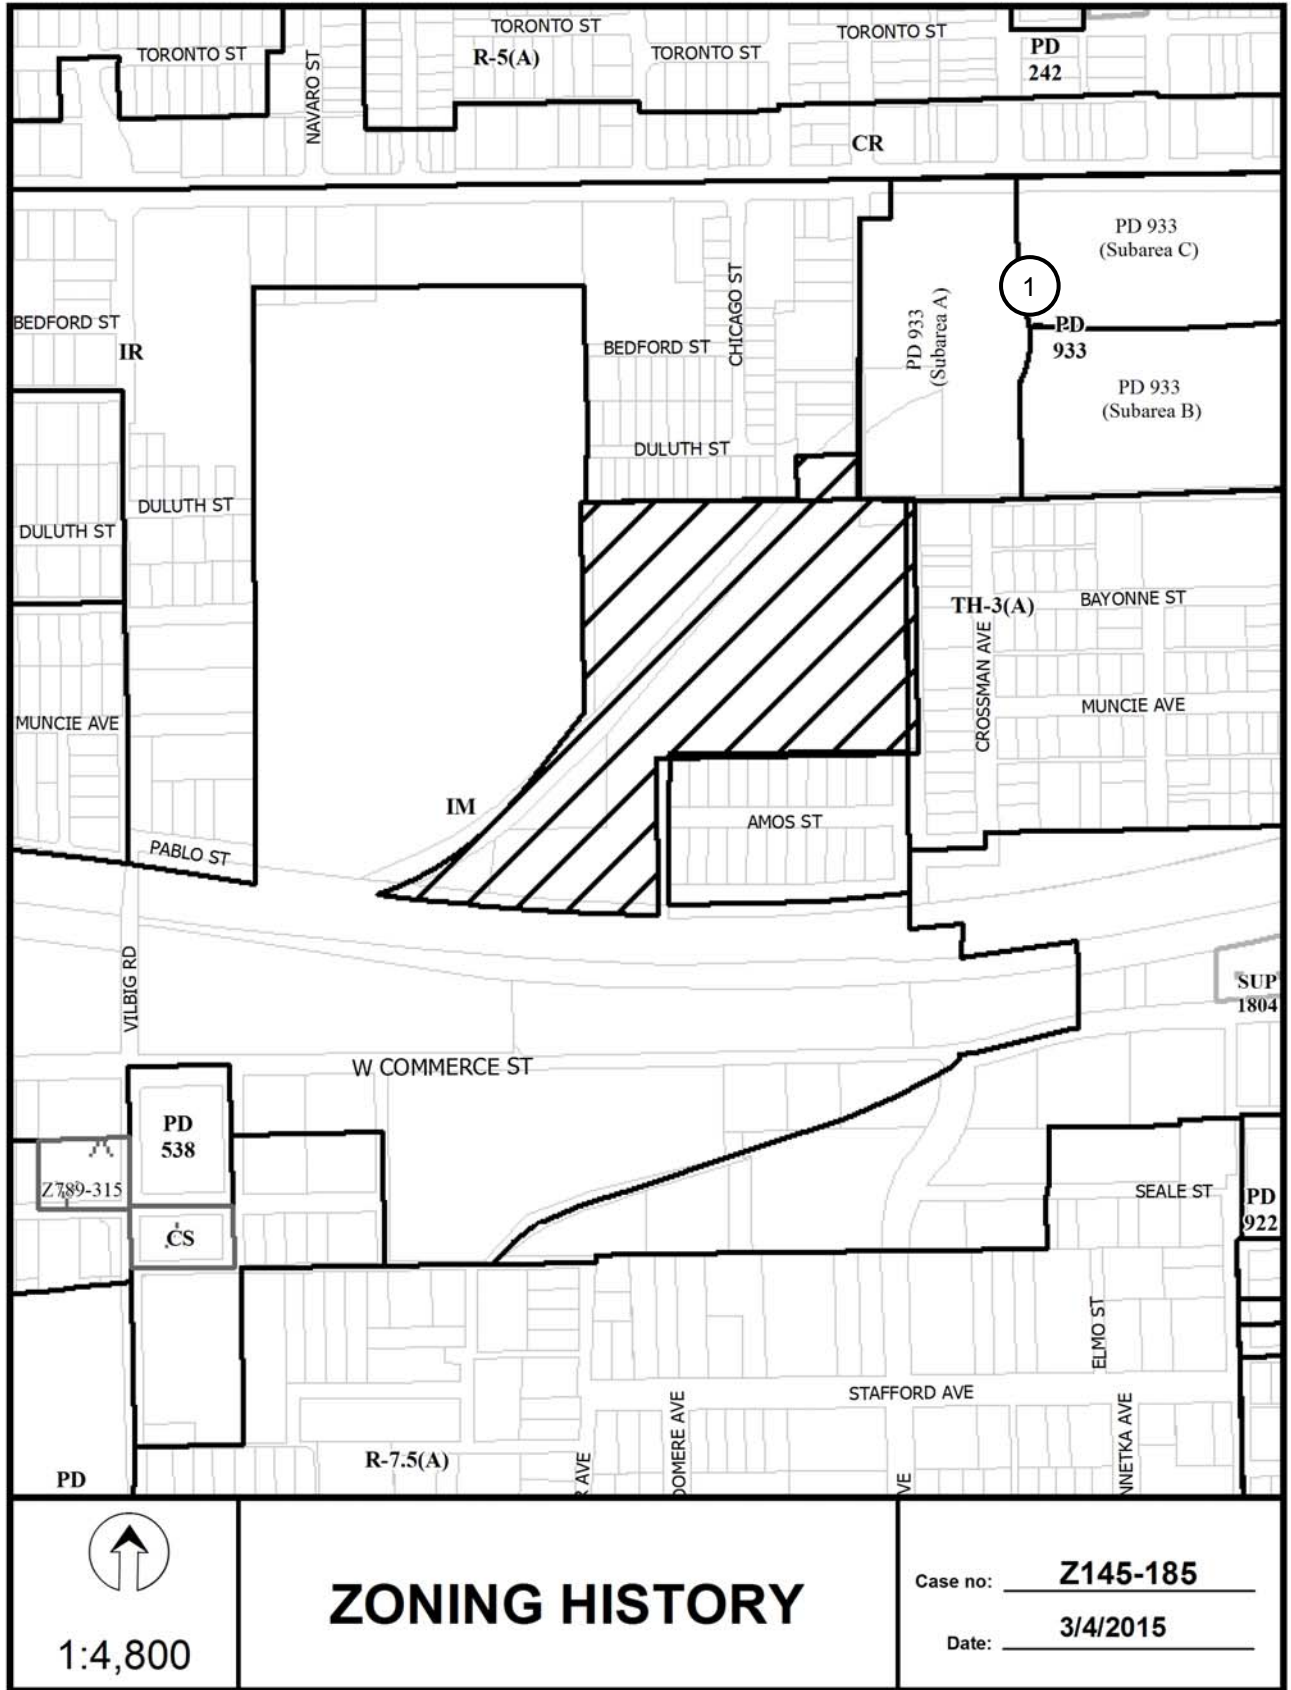 TORONTO ST
TORONTO ST
TORONTO ST
TORONTO ST
R-5(A)
PD
242
NAVARO ST
CR
PD 933
(Subarea C)
CHICAGO ST
1
PD 933
(Subarea A)
BEDFORD ST
IR
BEDFORD ST
PD
933
PD 933
(Subarea B)
DULUTH ST
DULUTH ST
DULUTH ST
TH-3(A)
BAYONNE ST
CROSSMAN AVE
MUNCIE AVE
MUNCIE AVE
IM
AMOS ST
PABLO ST
VILBIG RD
SUP
1804
W COMMERCE ST
PD
538
Z789-315
SEALE ST
PD
922
CS
ELMO ST
STAFFORD AVE
R-7.5(A)
R AVE
DOMERE AVE
VE
NNETKA AVE
PD
1:4,800
ZONING HISTORY
Case no: Z145-185
Date: 3/4/2015